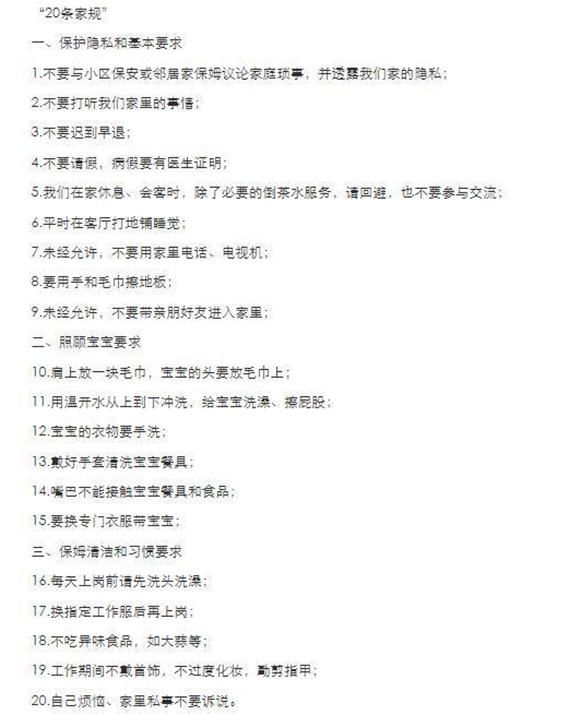 “20条家规”
一、保护隐私和基本要求
1.不要与小区保安或邻居家保姆议论家庭琐事，并透露我们家的隐私；
2.不要打听我们家里的事情；
3.不要迟到早退；
4.不要请假，病假要有医生证明；
5.我们在家休息、会客时，除了必要的倒茶水服务，请回避，也不要参与交流；
6.平时在客厅打地铺睡觉；
7.未经允许，不要用家里电话、电视机；
8.要用手和毛巾擦地板；
9.未经允许，不要带亲朋好友进入家里；
二、照顾宝宝要求
10.肩上放一块毛巾，宝宝的头要放毛巾上；
11.用温开水从上到下冲洗，给宝宝洗澡、擦屁股；
12.宝宝的衣物要手洗；
13.戴好手套清洗宝宝餐具；
14.嘴巴不能接触宝宝餐具和食品；
15.要换专门衣服带宝宝；
三、保姆清洁和习惯要求
16.每天上岗前请先洗头洗澡；
17.换指定工作服后再上岗；
18.不吃异味食品，如大蒜等；
19.工作期间不戴首饰，不过度化妆，勤剪指甲；
20.自己烦恼、家里私事不要诉说。